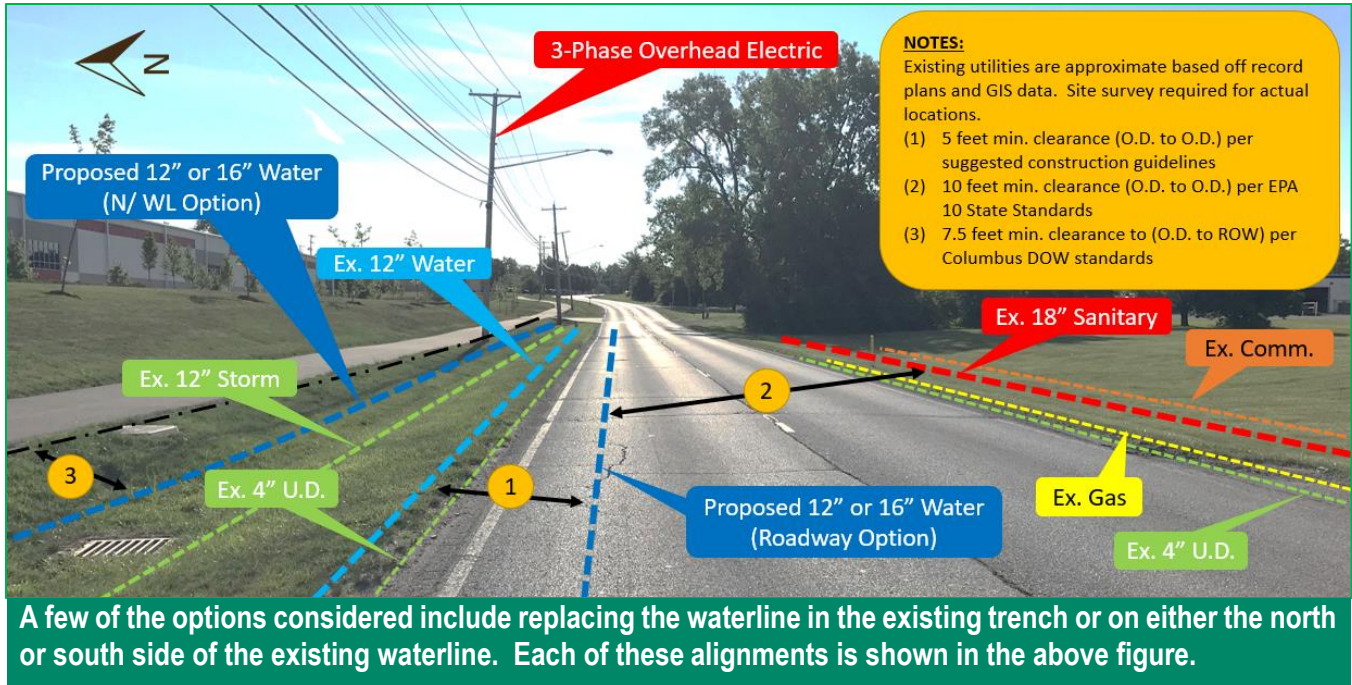 N
3-Phase Overhead Electric
NOTES:
Existing utilities are approximate based off record
plans and GIS data. Site survey required for actual
locations.
(1) 5 feet min. clearance (O.D. to O.D.) per
suggested construction guidelines
(2) 10 feet min. clearance (O.D. to O.D.) per EPA
10 State Standards
(3) 7.5 feet min. clearance to (O.D. to ROW) per
Columbus DOW standards
Proposed 12” or 16” Water
(N/ WL Option)
Ex. 12” Water
Ex. 18” Sanitary
Ex. Comm.
Ex. 12” Storm
2
3
Ex. 4” U.D.
1
Proposed 12” or 16” Water
(Roadway Option)
Ex. Gas
Ex. 4” U.D.
A few of the options considered include replacing the waterline in the existing trench or on either the north
or south side of the existing waterline. Each of these alignments is shown in the above figure.